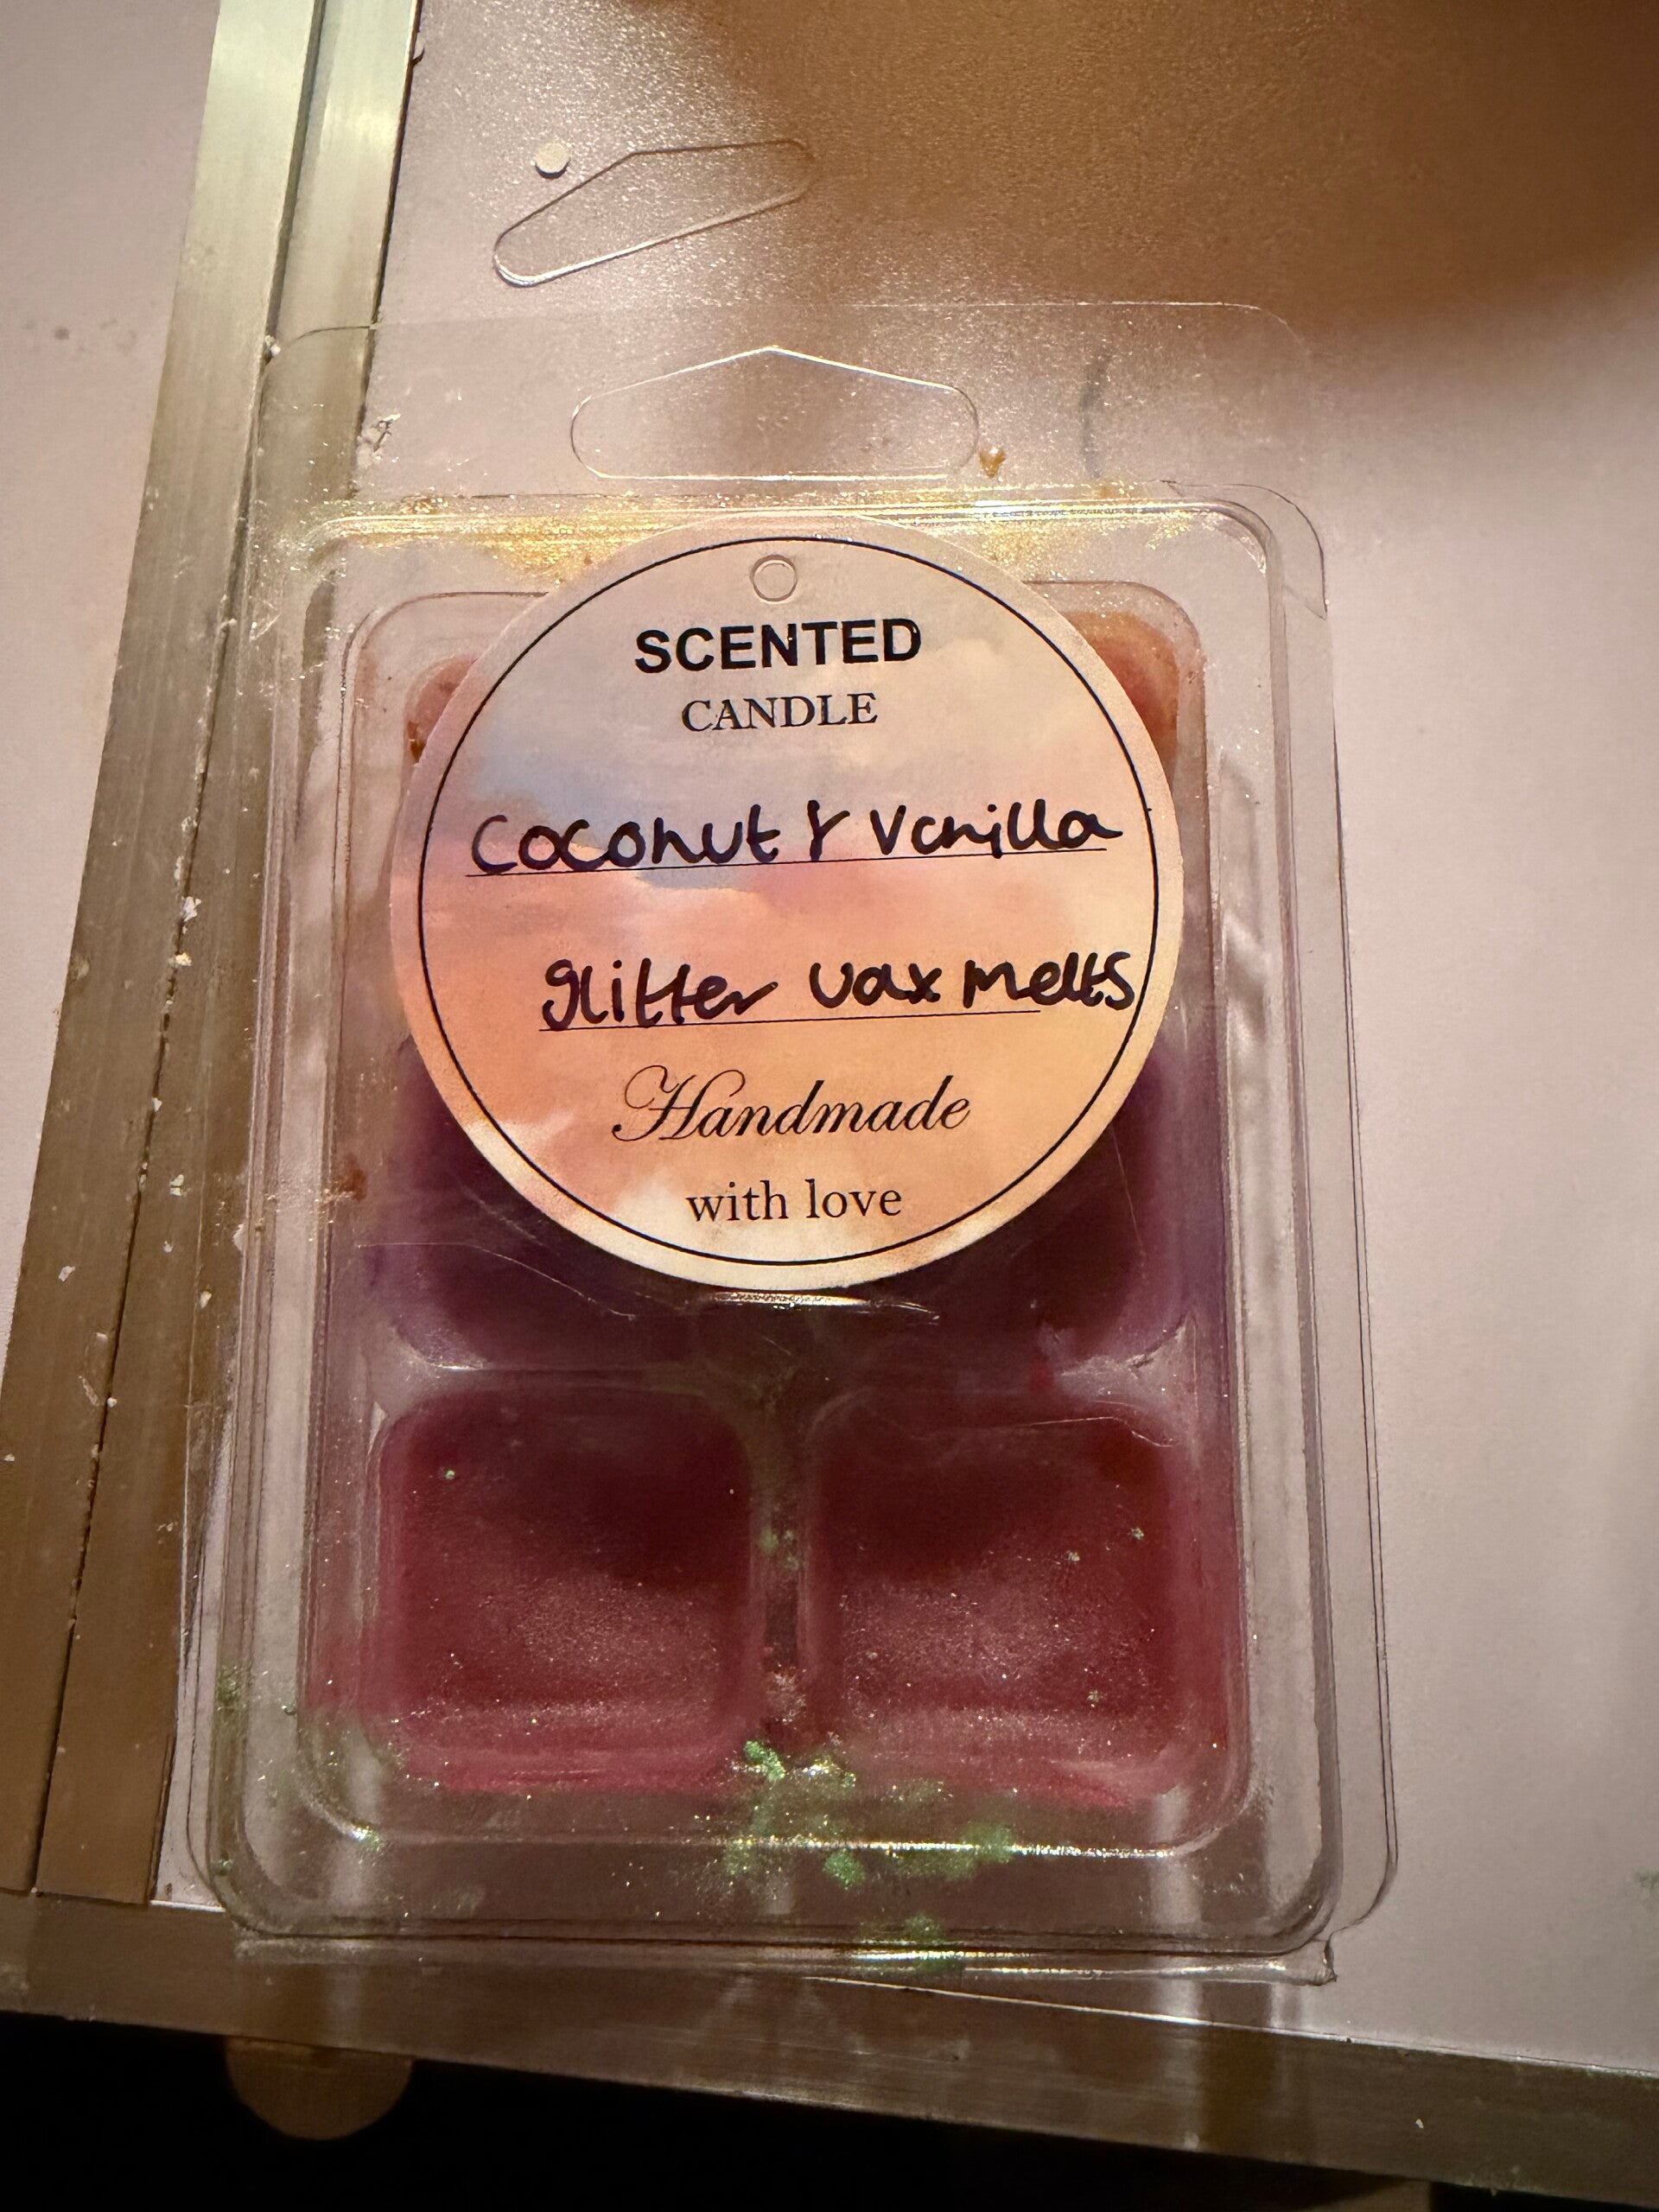 SCENTED
CANDLE
Coconut & Vanilla
glitter wax melts
Handmade
with love